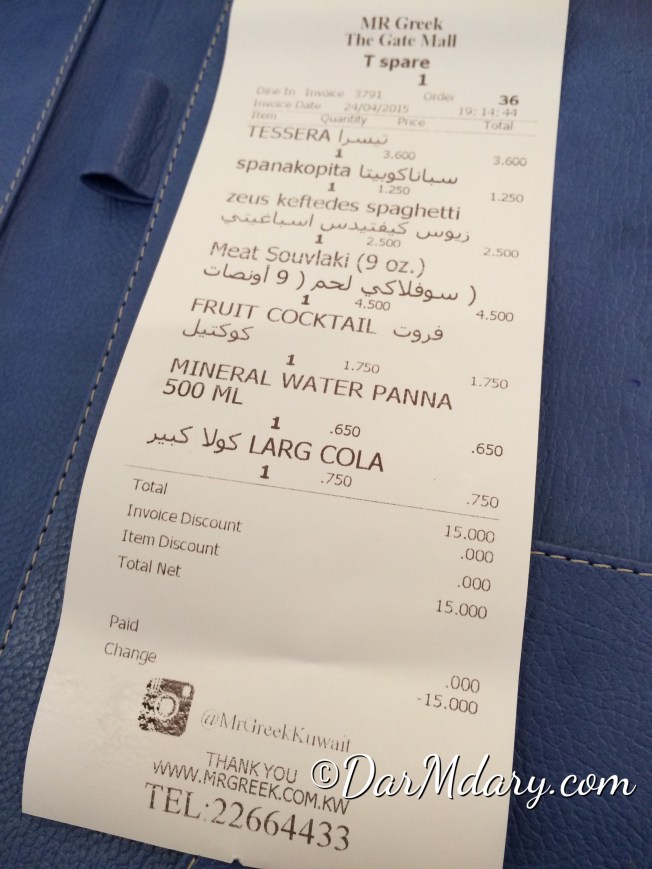 MR Greek
The Gate Mall
T spare
1
Dine In Invoice 3791 Order 36
Invoice Date 24/04/2015 19:14:44
Item Quantity Price Total
TESSERA تيسرا
1 3.600 3.600
spanakopita سباناكوبيتا
1 1.250 1.250
zeus keftedes spaghetti
زيوس كيفتيدس اسباغيتي
1 2.500 2.500
Meat Souvlaki (9 oz.)
سوفلاكي لحم ( 9 اونصات )
1 4.500 4.500
FRUIT COCKTAIL فروت
كوكتيل
1 1.750 1.750
MINERAL WATER PANNA
500 ML
1 .650 .650
كولا كبير LARG COLA
1 .750 .750
Total 15.000
Invoice Discount .000
Item Discount .000
Total Net 15.000
Paid .000
Change -15.000
@MrGreekKuwait
THANK YOU
WWW.MRGREEK.COM.KW
TEL:22664433
©DarMdary.com